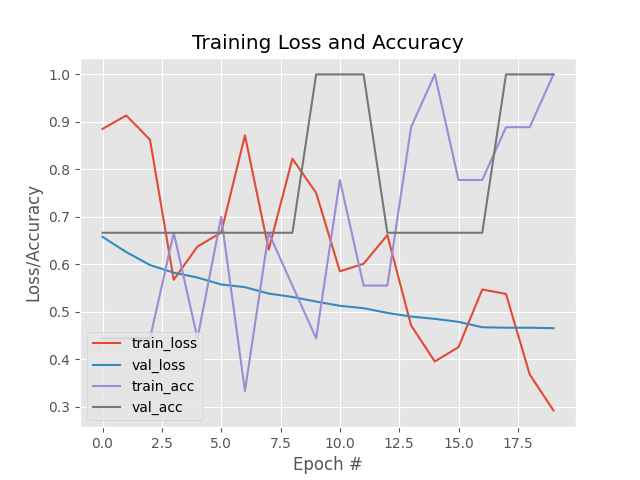 Training Loss and Accuracy
1.0
0.9
0.8
0.7
0.6
0.5
0.4
0.3
Loss/Accuracy
train_loss
val_loss
train_acc
val_acc
0.0 2.5 5.0 7.5 10.0 12.5 15.0 17.5
Epoch #